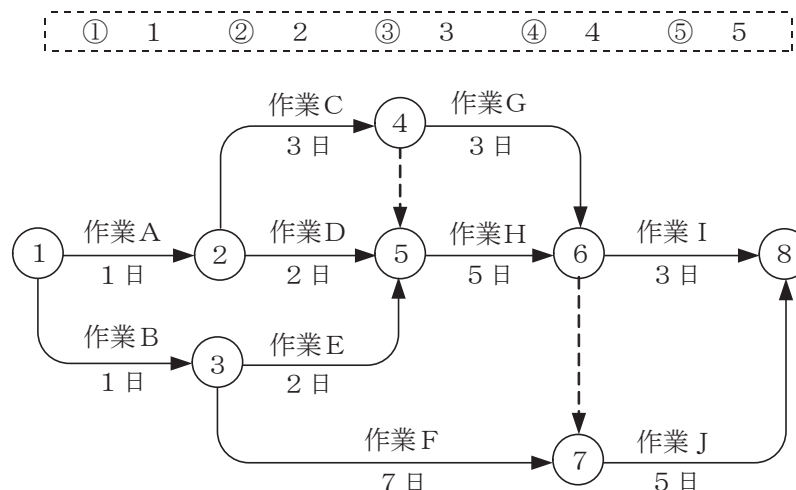 ① 1 ② 2 ③ 3 ④ 4 ⑤ 5
作業C 作業G
4
3日 3日
作業A 作業D 作業H 作業I
1 2 5 6 8
1日 2日 5日 3日
作業B 作業E
3
1日 2日
作業F 作業J
7
7日 5日